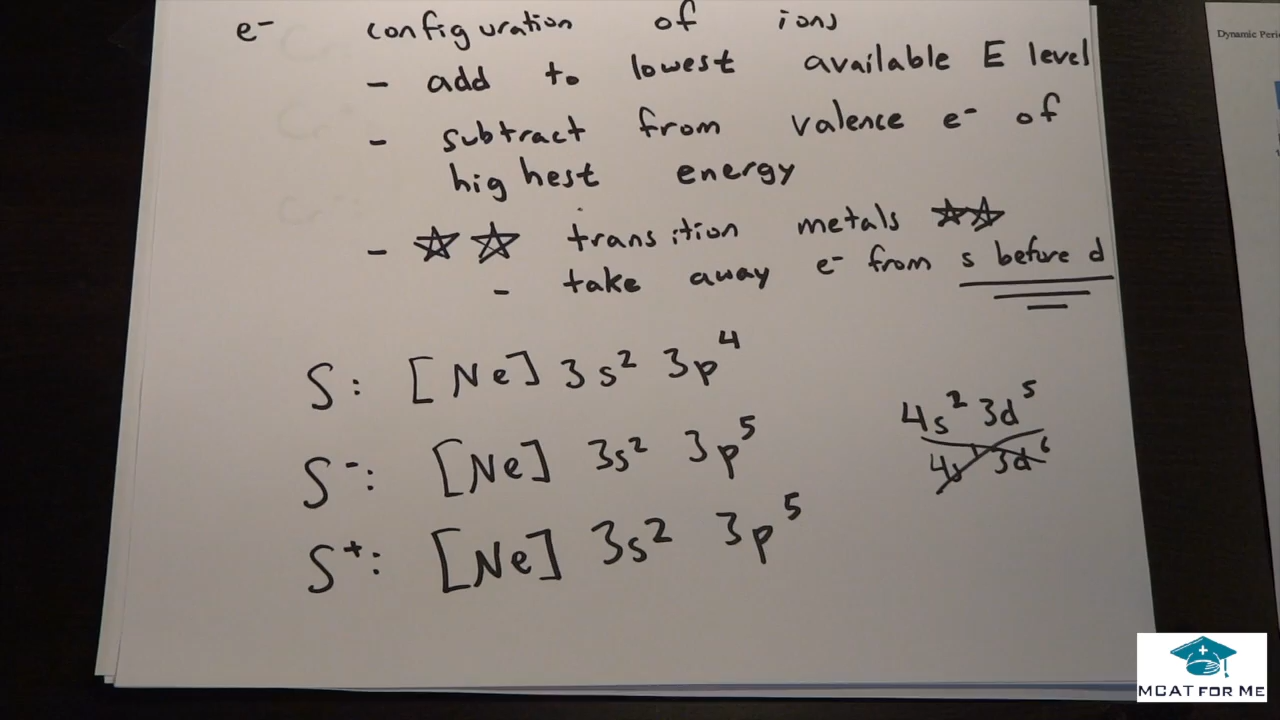 e⁻ configuration of ions
- add to lowest available E level
- subtract from valence e⁻ of
highest energy
- ☆ ☆ transition metals ☆☆
- take away e⁻ from s before d
S: [Ne] 3s² 3p⁴
S⁻: [Ne] 3s² 3p⁵
S⁺: [Ne] 3s² 3p⁵
4s² 3d⁵
3d⁶
Dynamic
MCAT FOR ME